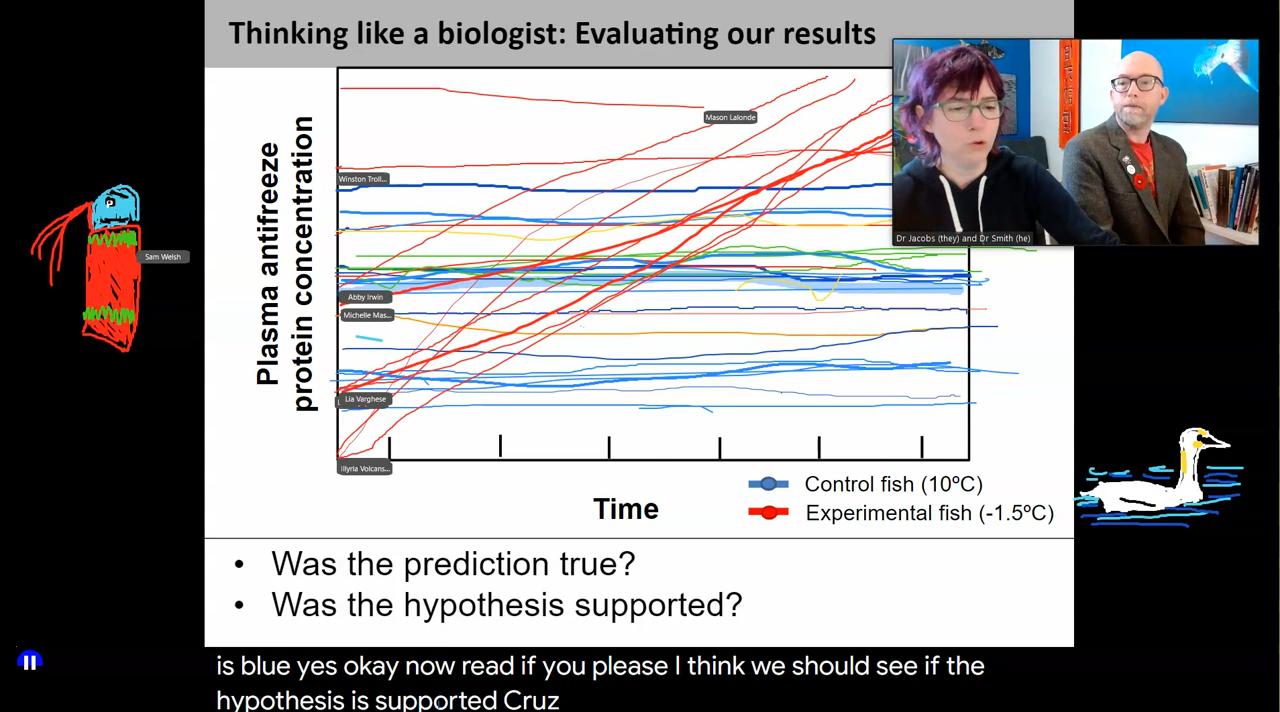 Thinking like a biologist: Evaluating our results
Plasma antifreeze
protein concentration
Mason Lalonde
Winston Troll...
Sam Welsh
Abby Irwin
Michelle Mas...
Lia Varghese
Illyria Volcans...
Dr Jacobs (they) and Dr Smith (he)
Time
Control fish (10ºC)
Experimental fish (-1.5ºC)
• Was the prediction true?
• Was the hypothesis supported?
is blue yes okay now read if you please I think we should see if the
hypothesis is supported Cruz